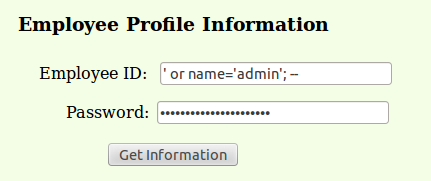 Employee Profile Information
Employee ID: ' or name='admin'; --
Password: ••••••••••••••••••••••
Get Information